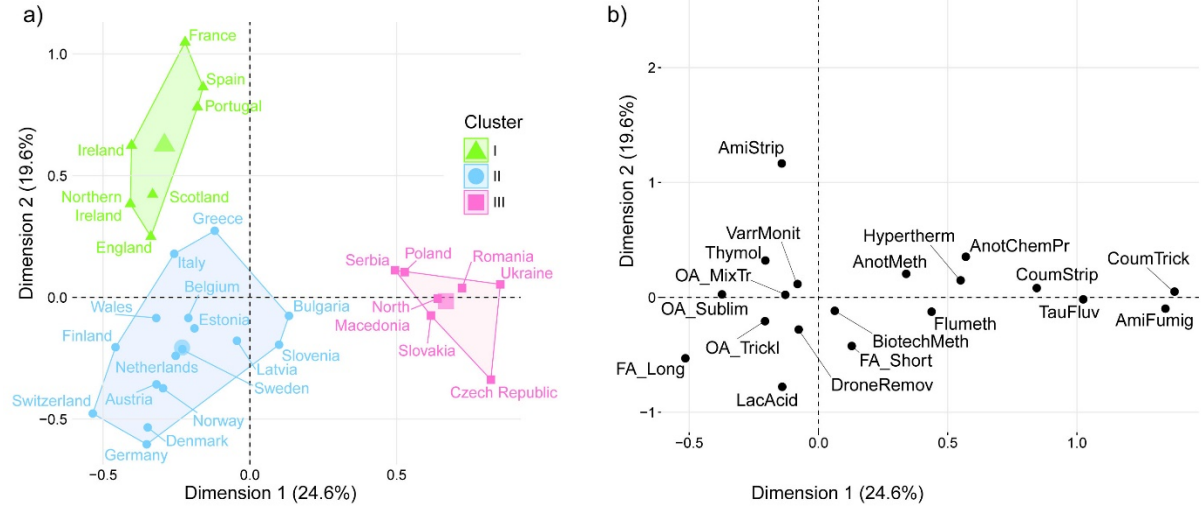 a)
Dimension 2 (19.6%)
1.0
0.5
0.0
−0.5
France
Spain
Portugal
Ireland
Northern
Ireland
Scotland
England
Cluster
I
II
III
Greece
Italy
Belgium
Wales
Estonia
Finland
Bulgaria
Slovenia
Netherlands
Latvia
Sweden
Switzerland
Austria
Norway
Denmark
Germany
Serbia
Poland
Romania
Ukraine
North
Macedonia
Slovakia
Czech Republic
−0.5
0.0
0.5
Dimension 1 (24.6%)
b)
Dimension 2 (19.6%)
2
1
0
−1
AmiStrip
VarrMonit
Thymol
OA_MixTr.
OA_Sublim
OA_Trickl
FA_Long
LacAcid
DroneRemov
BiotechMeth
FA_Short
Hypertherm
AnotChemPr
AnotMeth
Flumeth
CoumStrip
CoumTrick
TauFluv
AmiFumig
−0.5
0.0
0.5
1.0
Dimension 1 (24.6%)